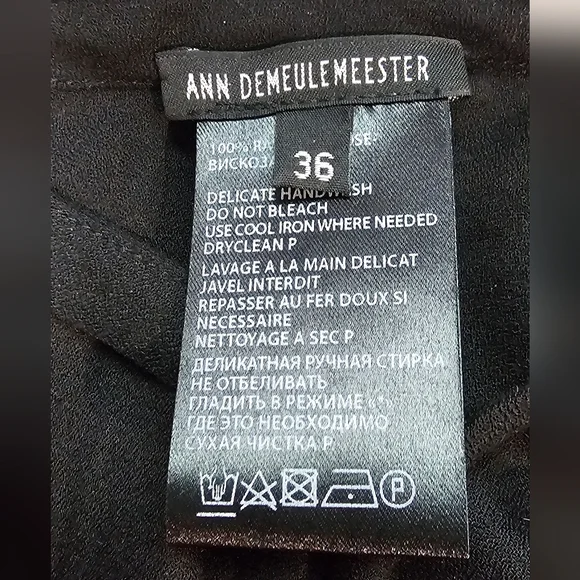 ANN DEMEULEMEESTER
100%
ВИСКОЗА
36
DELICATE HANDWASH
DO NOT BLEACH
USE COOL IRON WHERE NEEDED
DRYCLEAN P
LAVAGE A LA MAIN DELICAT
JAVEL INTERDIT
REPASSER AU FER DOUX SI
NECESSAIRE
NETTOYAGE A SEC P
ДЕЛИКАТНАЯ РУЧНАЯ СТИРКА
НЕ ОТБЕЛИВАТЬ
ГЛАДИТЬ В РЕЖИМЕ «*»
ГДЕ ЭТО НЕОБХОДИМО
СУХАЯ ЧИСТКА P
P